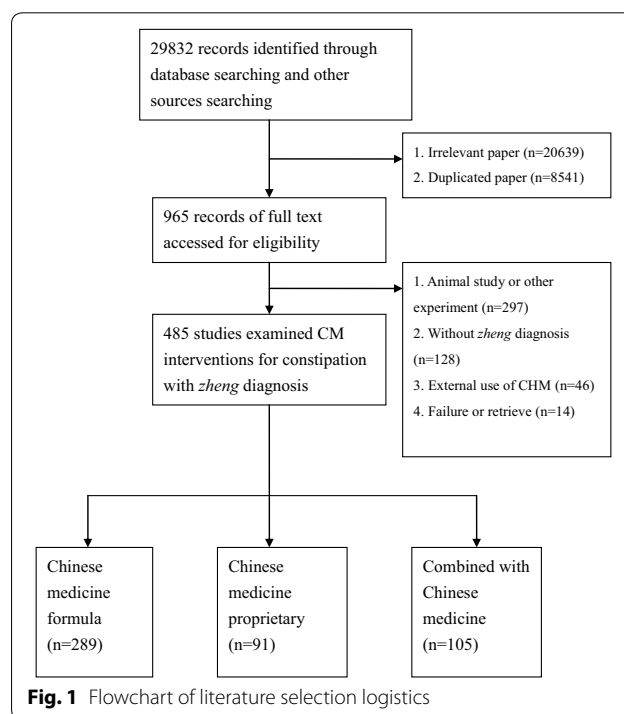 29832 records identified through
database searching and other
sources searching
1. Irrelevant paper (n=20639)
2. Duplicated paper (n=8541)
965 records of full text
accessed for eligibility
1. Animal study or other
experiment (n=297)
2. Without zheng diagnosis
(n=128)
3. External use of CHM (n=46)
4. Failure or retrieve (n=14)
485 studies examined CM
interventions for constipation
with zheng diagnosis
Chinese
medicine
formula
(n=289)
Chinese
medicine
proprietary
(n=91)
Combined with
Chinese
medicine
(n=105)
Fig. 1 Flowchart of literature selection logistics